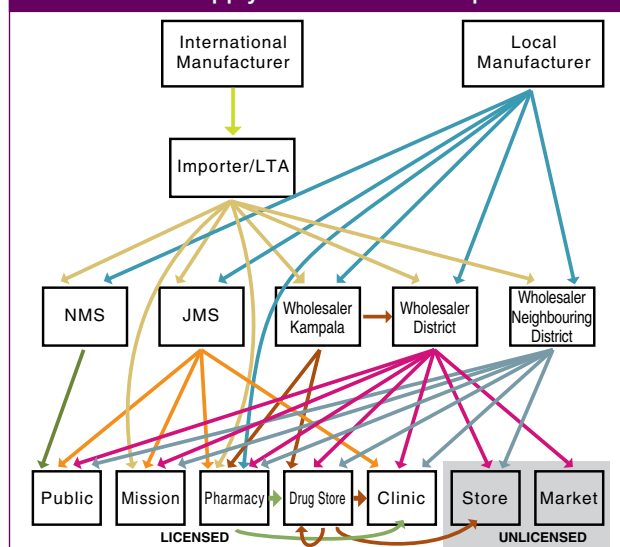 International
Manufacturer
Local
Manufacturer
Importer/LTA
NMS
JMS
Wholesaler
Kampala
Wholesaler
District
Wholesaler
Neighbouring
District
Public
Mission
Pharmacy
Drug Store
Clinic
Store
Market
LICENSED
UNLICENSED